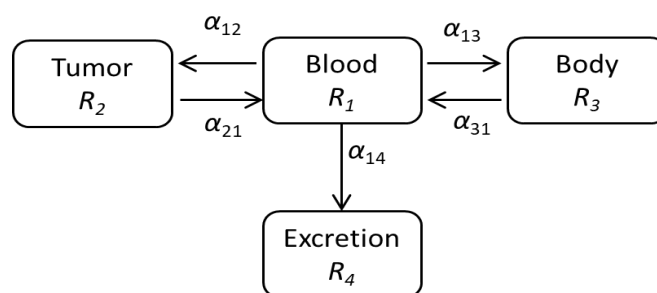 α12
α13
Tumor
R2
Blood
R1
Body
R3
α21
α31
α14
Excretion
R4